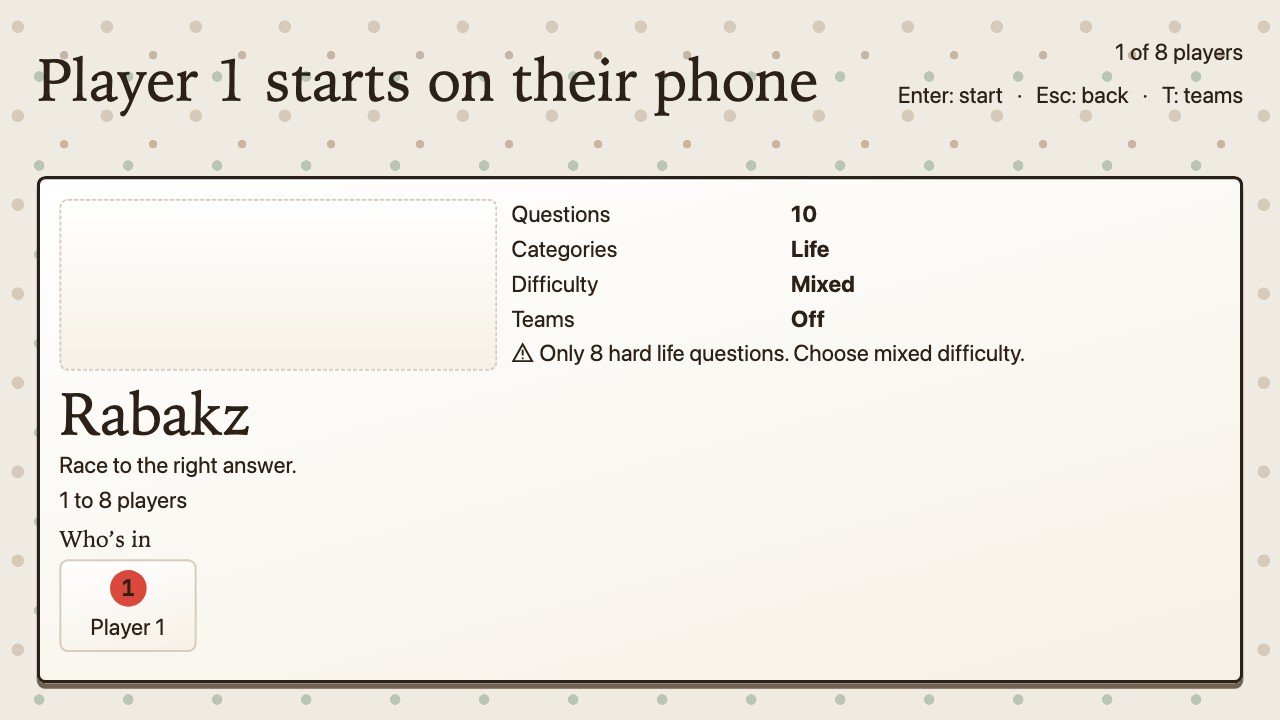 Player 1 starts on their phone
1 of 8 players
Enter: start · Esc: back · T: teams
Questions 10
Categories Life
Difficulty Mixed
Teams Off
⚠ Only 8 hard life questions. Choose mixed difficulty.
Rabakz
Race to the right answer.
1 to 8 players
Who’s in
1
Player 1